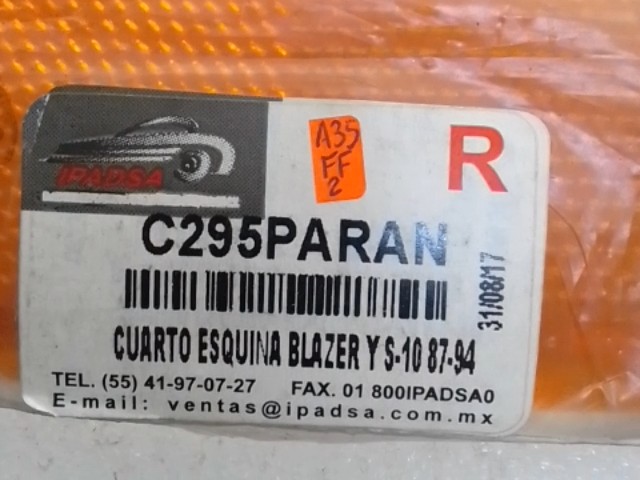 IPADSA
A35
FF
2
R
C295PARAN
31/08/17
CUARTO ESQUINA BLAZER Y S-10 87-94
TEL. (55) 41-97-07-27 FAX. 01 800IPADSA0
E-mail: ventas@ipadsa.com.mx